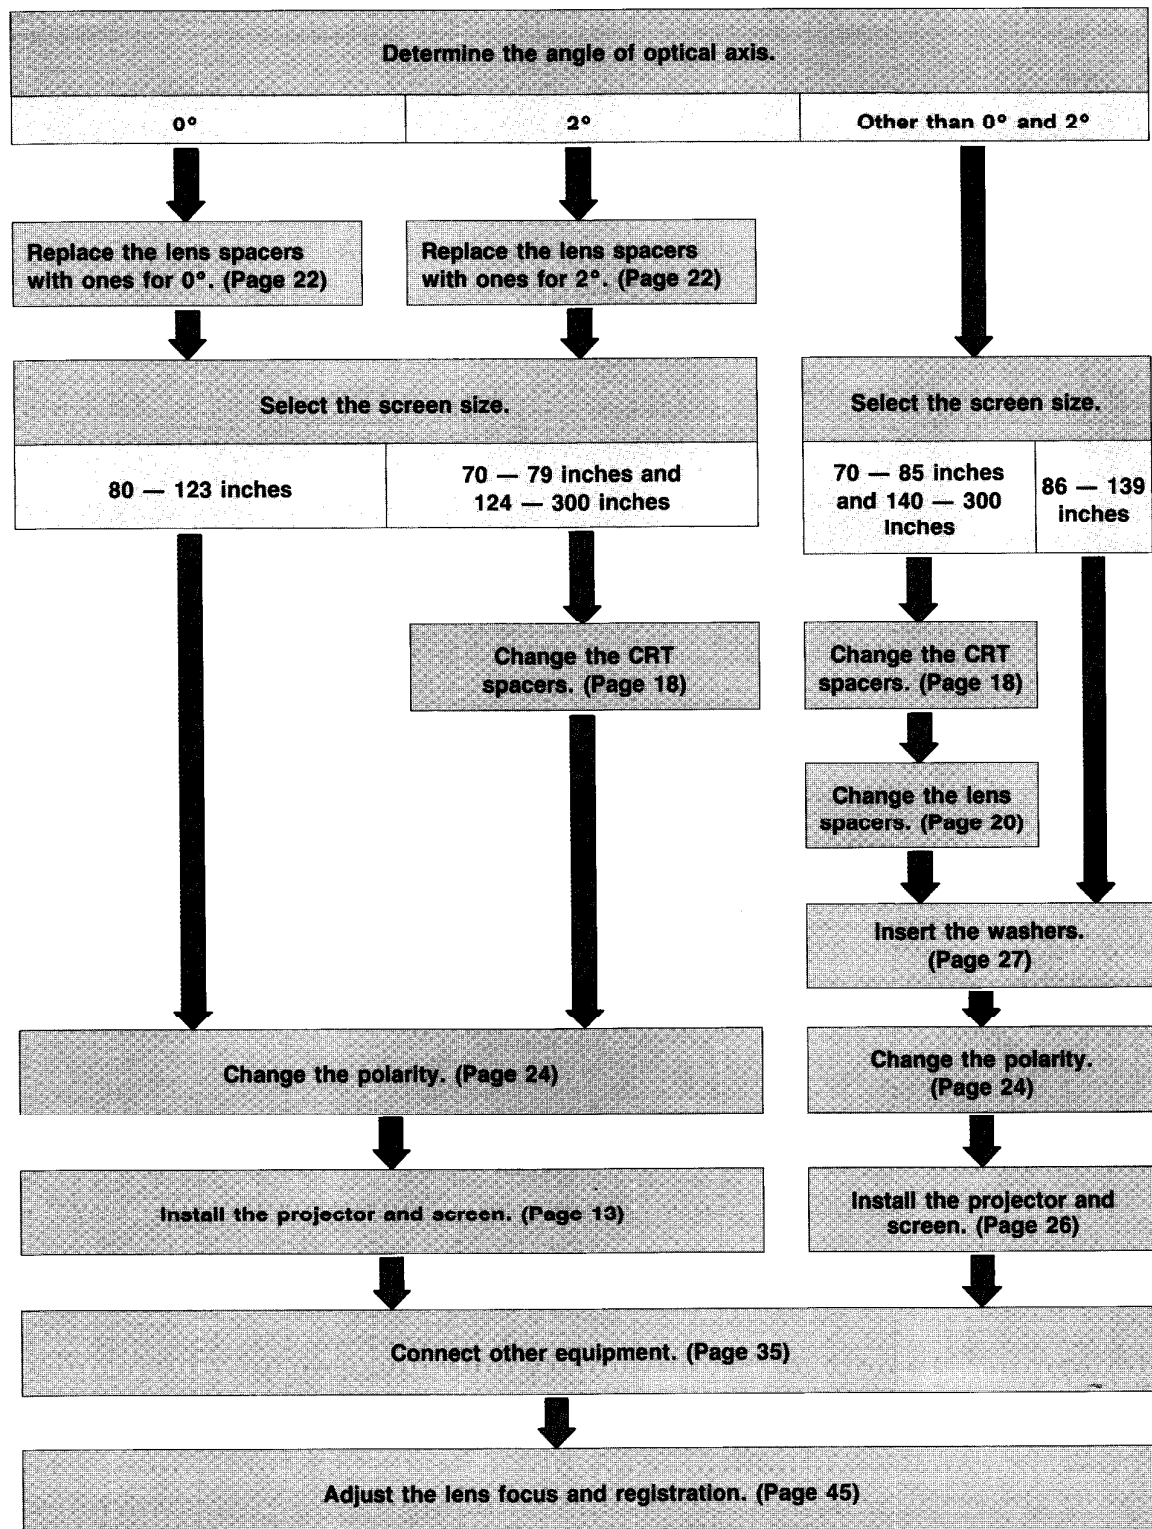 Determine the angle of optical axis.
0°
2°
Other than 0° and 2°
Replace the lens spacers
with ones for 0°. (Page 22)
Replace the lens spacers
with ones for 2°. (Page 22)
Select the screen size.
80 — 123 inches
70 — 79 inches and
124 — 300 inches
Select the screen size.
70 — 85 inches
and 140 — 300
inches
86 — 139
inches
Change the CRT
spacers. (Page 18)
Change the CRT
spacers. (Page 18)
Change the lens
spacers. (Page 20)
Insert the washers.
(Page 27)
Change the polarity. (Page 24)
Change the polarity.
(Page 24)
Install the projector and screen. (Page 13)
Install the projector and
screen. (Page 26)
Connect other equipment. (Page 35)
Adjust the lens focus and registration. (Page 45)